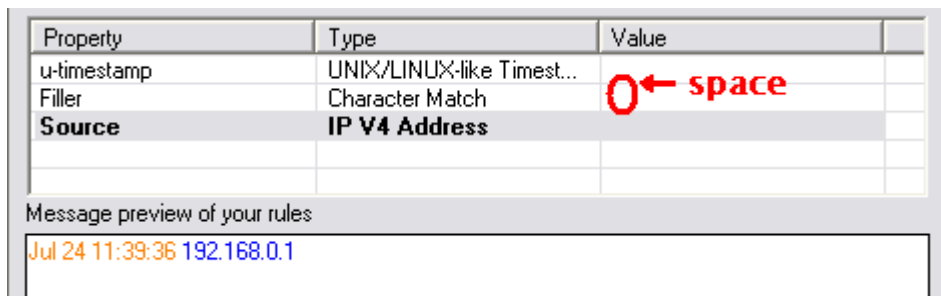 Property Type Value
u-timestamp UNIX/LINUX-like Timest...
Filler Character Match
space
Source IP V4 Address
Message preview of your rules
Jul 24 11:39:36 192.168.0.1